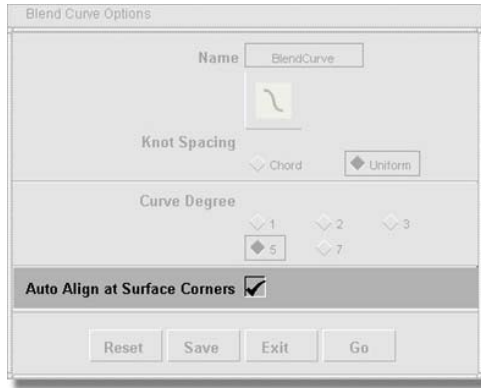 Blend Curve Options
Name BlendCurve
Knot Spacing
Chord Uniform
Curve Degree
1 2 3
5 7
Auto Align at Surface Corners
Reset Save Exit Go